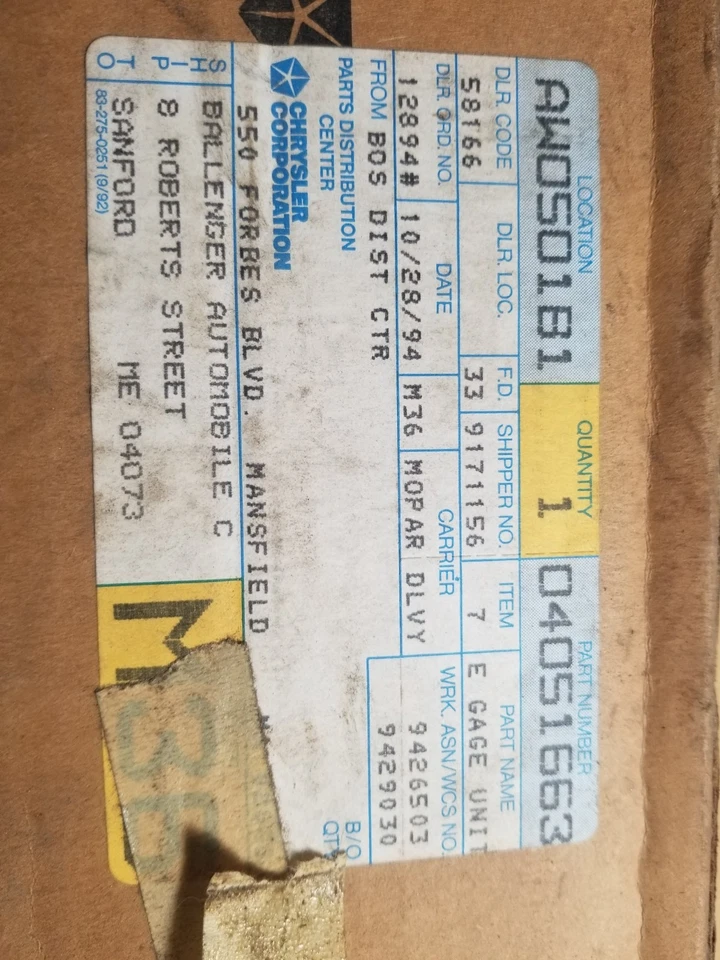 LOCATION QUANTITY PART NUMBER
AW0501B1 1 04051663
DLR. CODE DLR. LOC. F.D. SHIPPER NO. ITEM PART NAME
58166 33 9171156 7 E GAGE UNIT
DLR. ORD. NO. DATE CARRIER WRK. ASN/WCS NO.
12894# 10/28/94 M36 MOPAR DLVY 9426503
FROM BOS DIST CTR 9429030
PARTS DISTRIBUTION B/O
CENTER QTY
CHRYSLER
CORPORATION
550 FORBES BLVD. MANSFIELD
SHIP TO
BALLENGER AUTOMOBILE C
8 ROBERTS STREET
SANFORD ME 04073
M36
83-275-0251 (9/92)